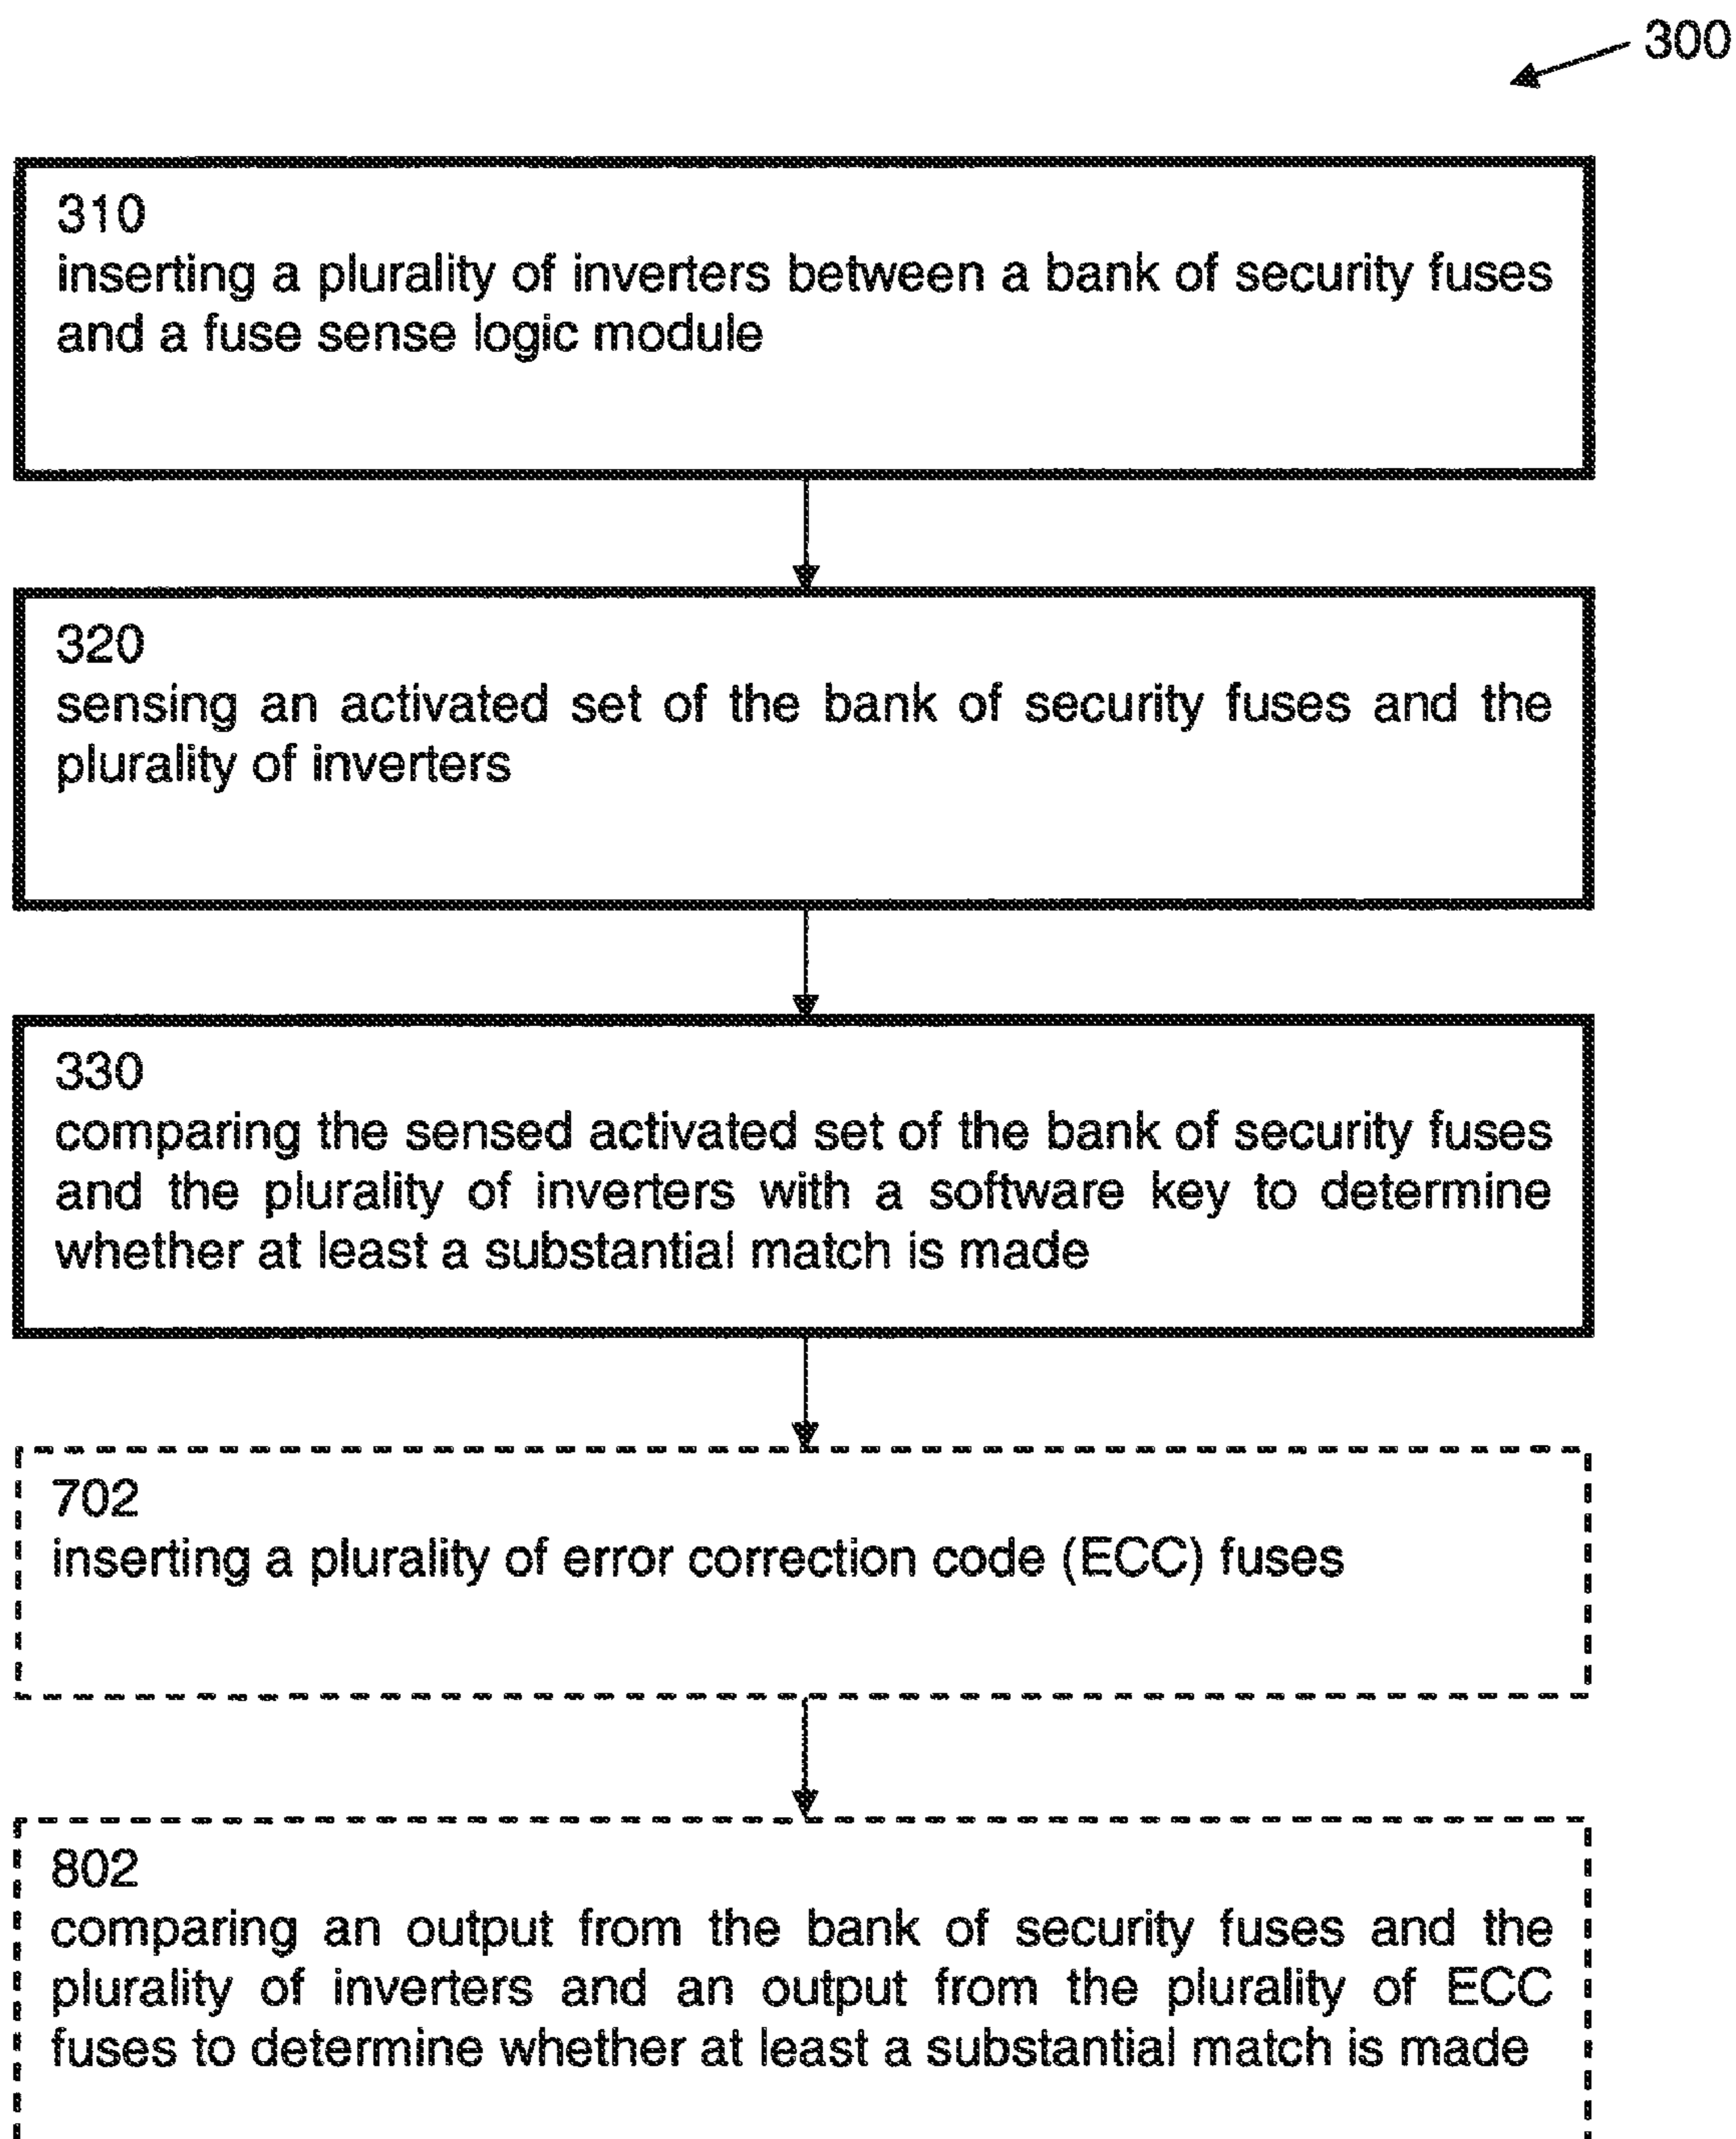 300
310
inserting a plurality of inverters between a bank of security fuses
and a fuse sense logic module
320
sensing an activated set of the bank of security fuses and the
plurality of inverters
330
comparing the sensed activated set of the bank of security fuses
and the plurality of inverters with a software key to determine
whether at least a substantial match is made
702
inserting a plurality of error correction code (ECC) fuses
802
comparing an output from the bank of security fuses and the
plurality of inverters and an output from the plurality of ECC
fuses to determine whether at least a substantial match is made